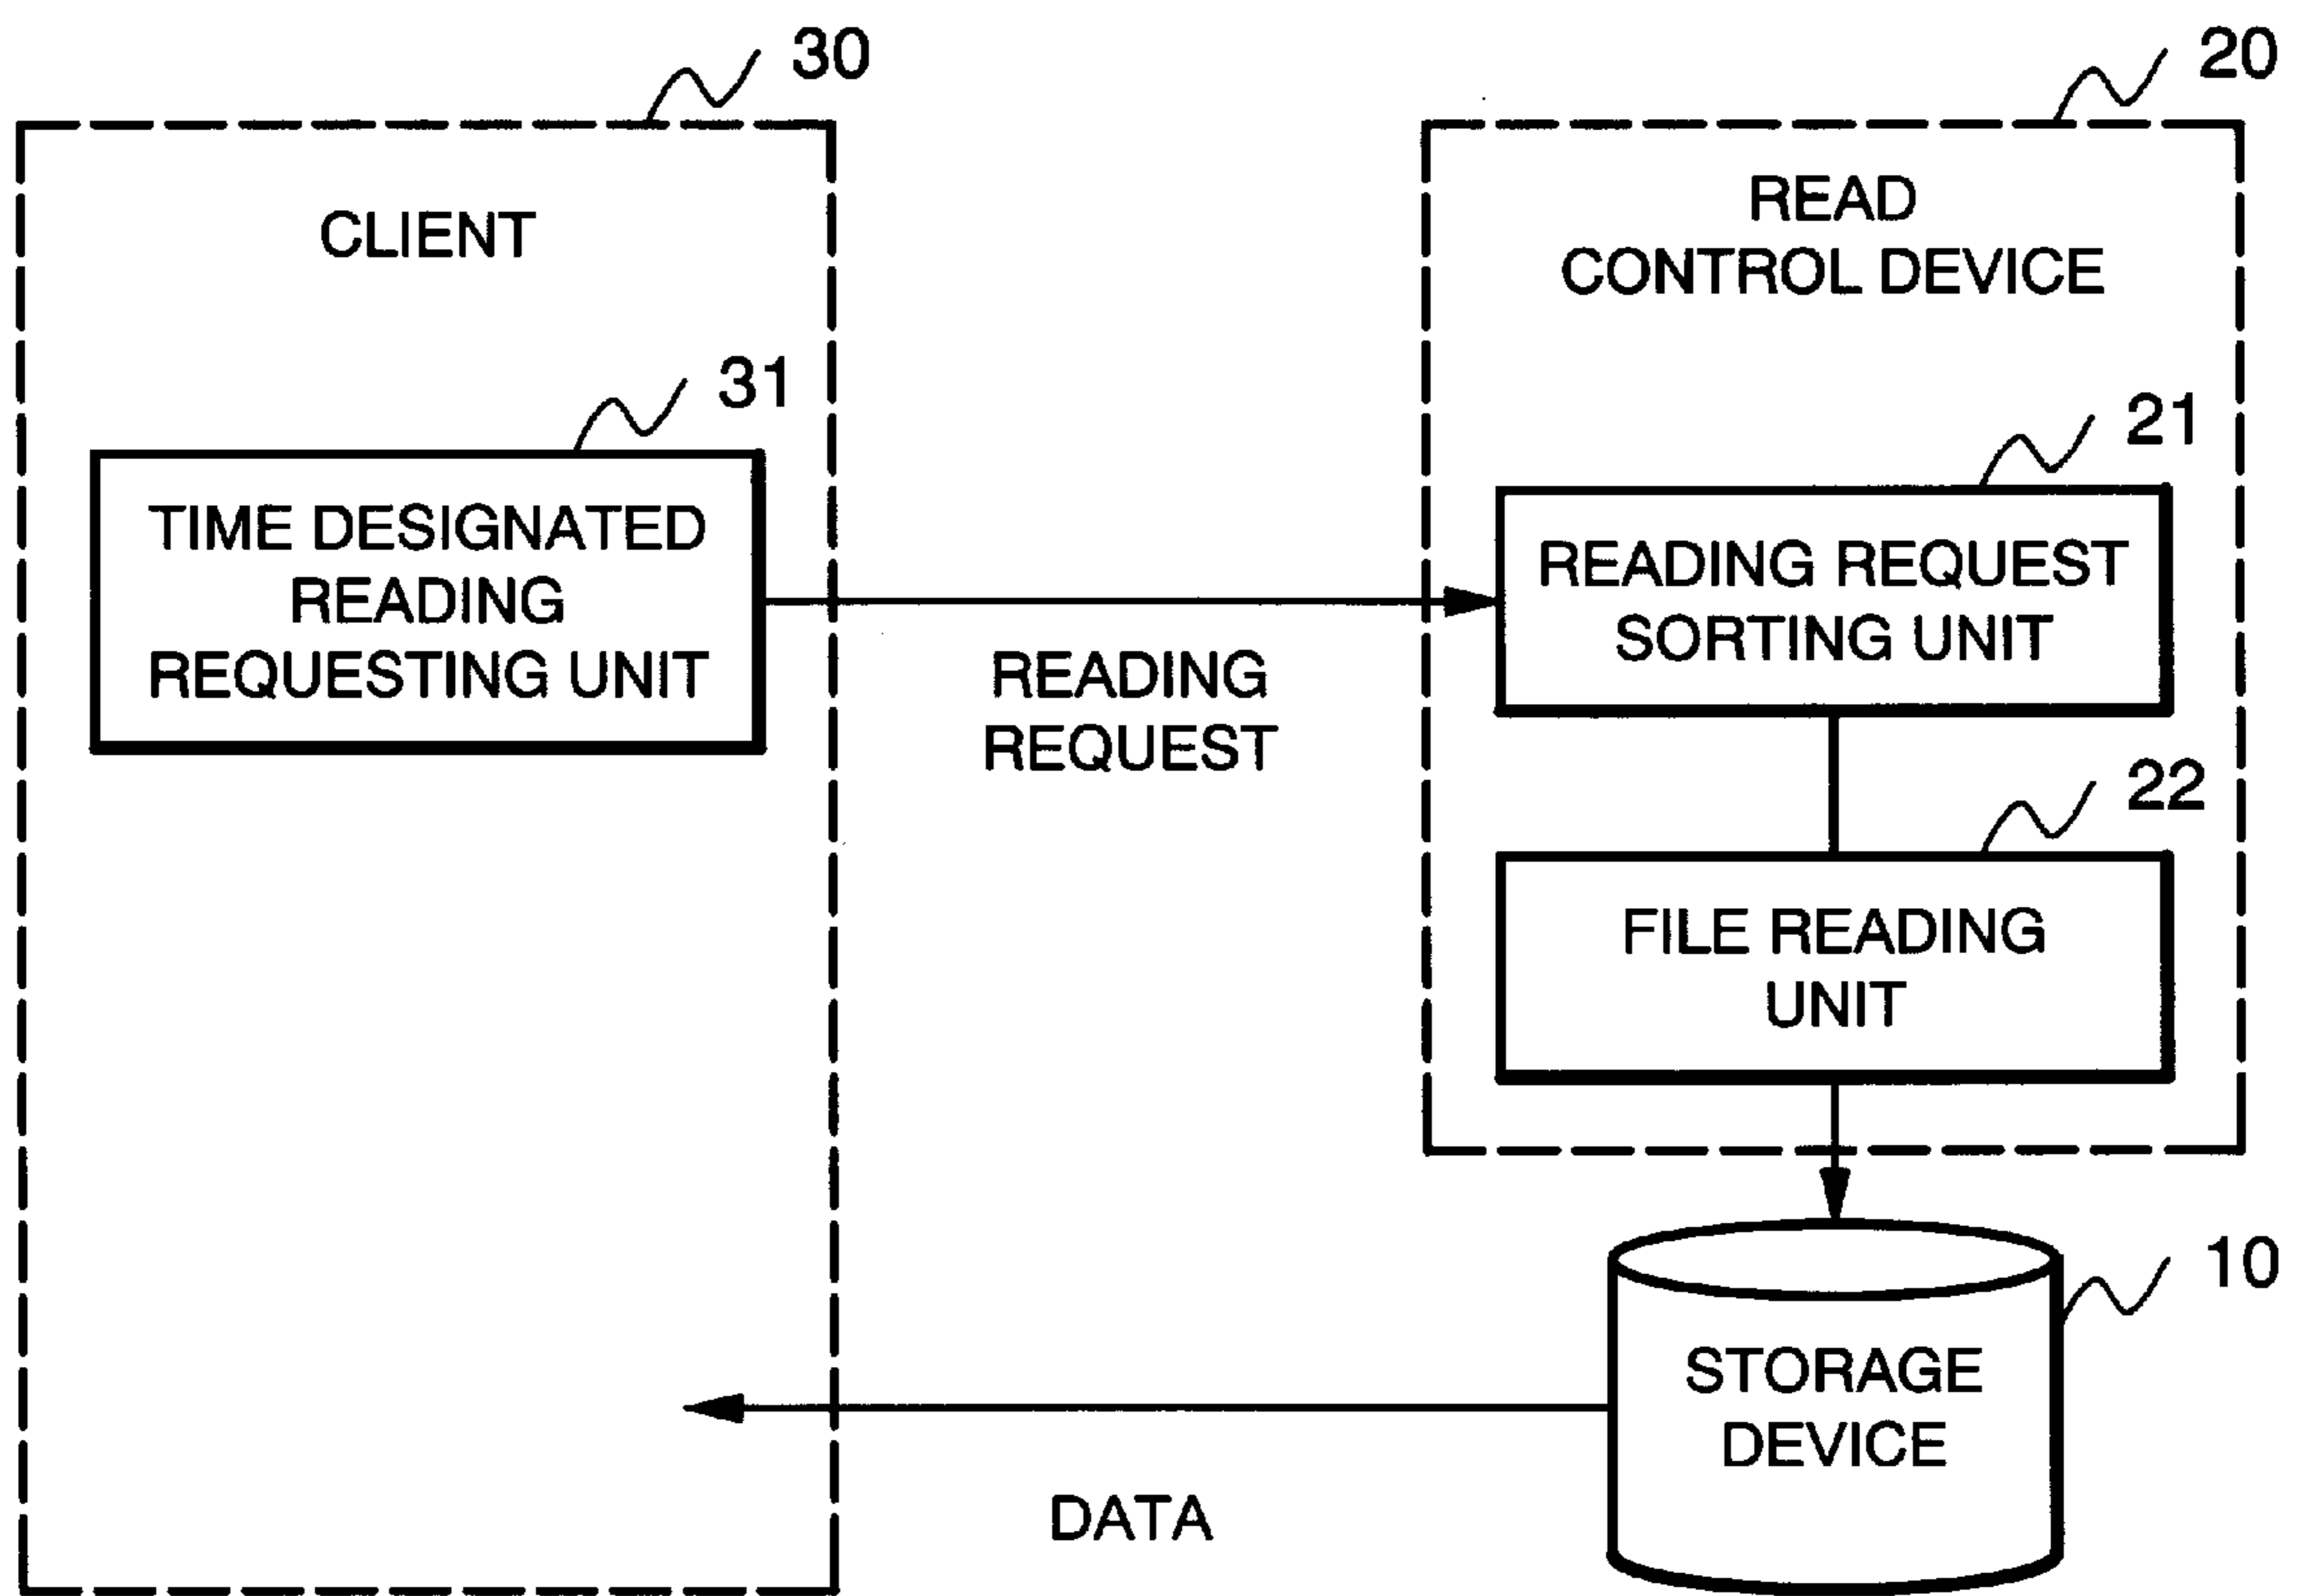 30
20
CLIENT
READ
CONTROL DEVICE
31
21
TIME DESIGNATED
READING
REQUESTING UNIT
READING REQUEST
SORTING UNIT
READING
REQUEST
22
FILE READING
UNIT
10
STORAGE
DEVICE
DATA